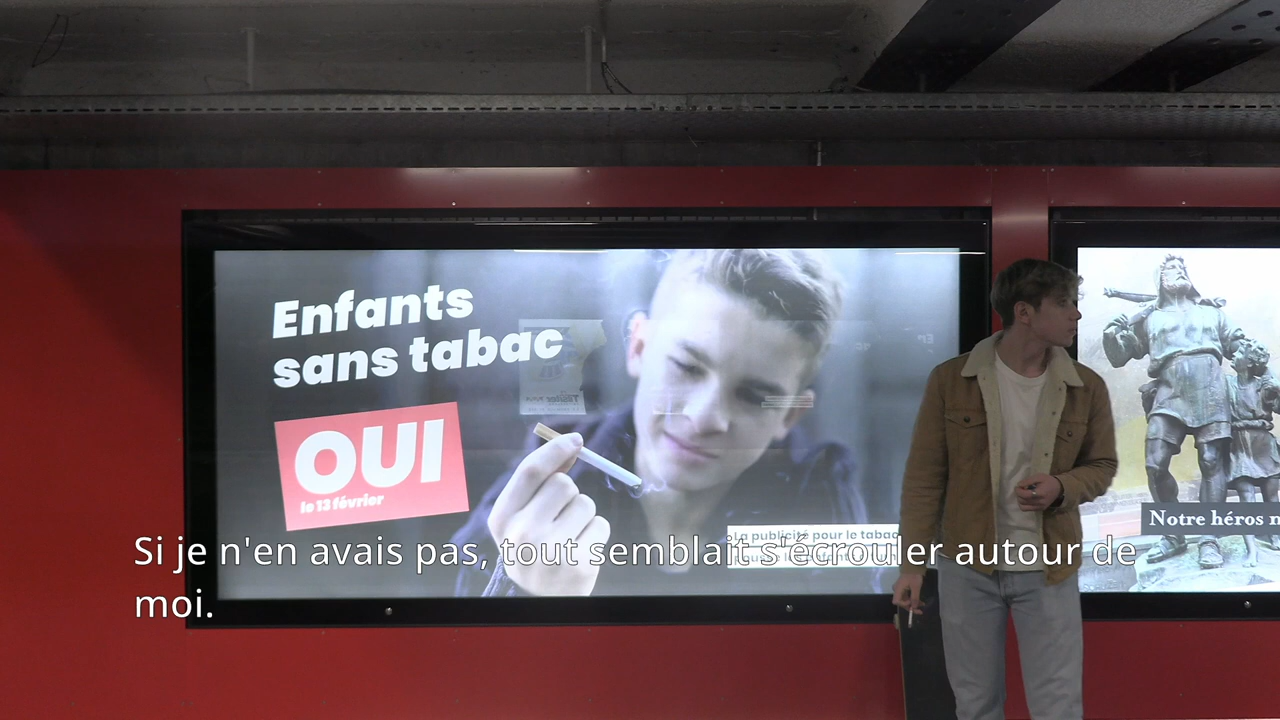 Enfants
sans tabac
OUI
le 13 février
La publicité pour le tabac
Notre héros n
Si je n'en avais pas, tout semblait s'écrouler autour de
moi.